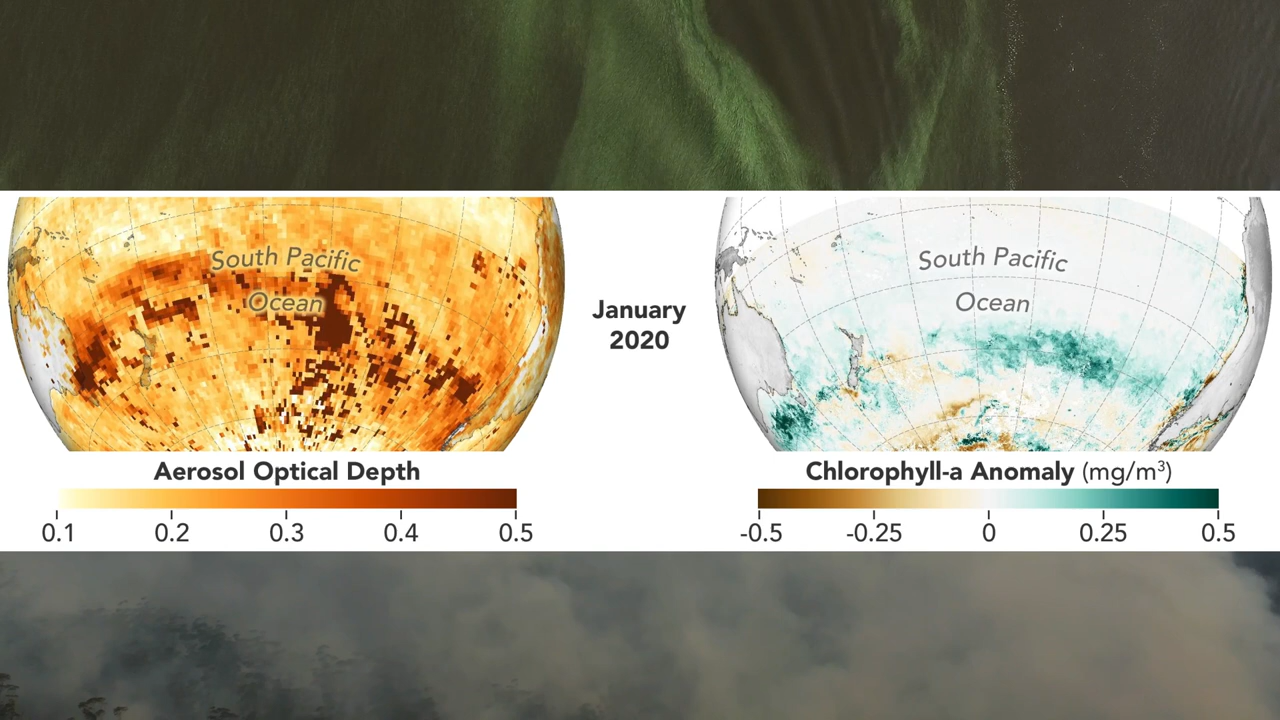 South Pacific
Ocean
January
2020
South Pacific
Ocean
Aerosol Optical Depth
0.1 0.2 0.3 0.4 0.5
Chlorophyll-a Anomaly (mg/m³)
-0.5 -0.25 0 0.25 0.5